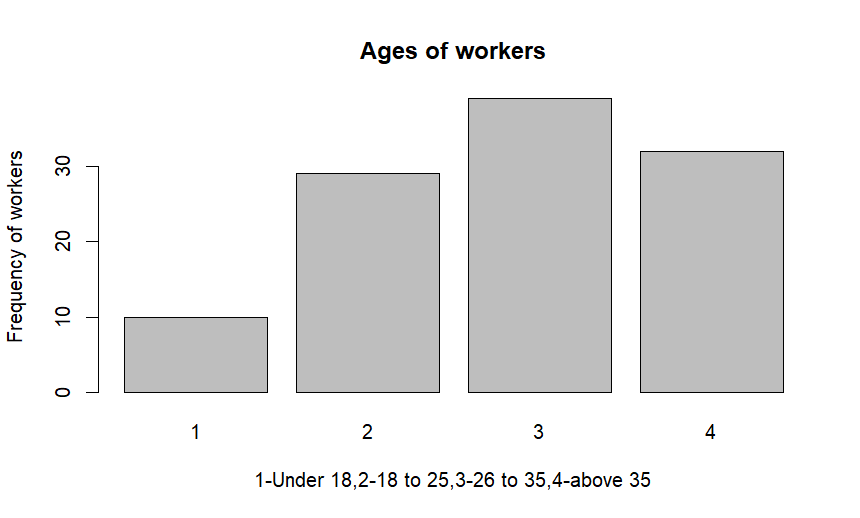 Ages of workers
Frequency of workers
30
20
10
0
1 2 3 4
1-Under 18,2-18 to 25,3-26 to 35,4-above 35